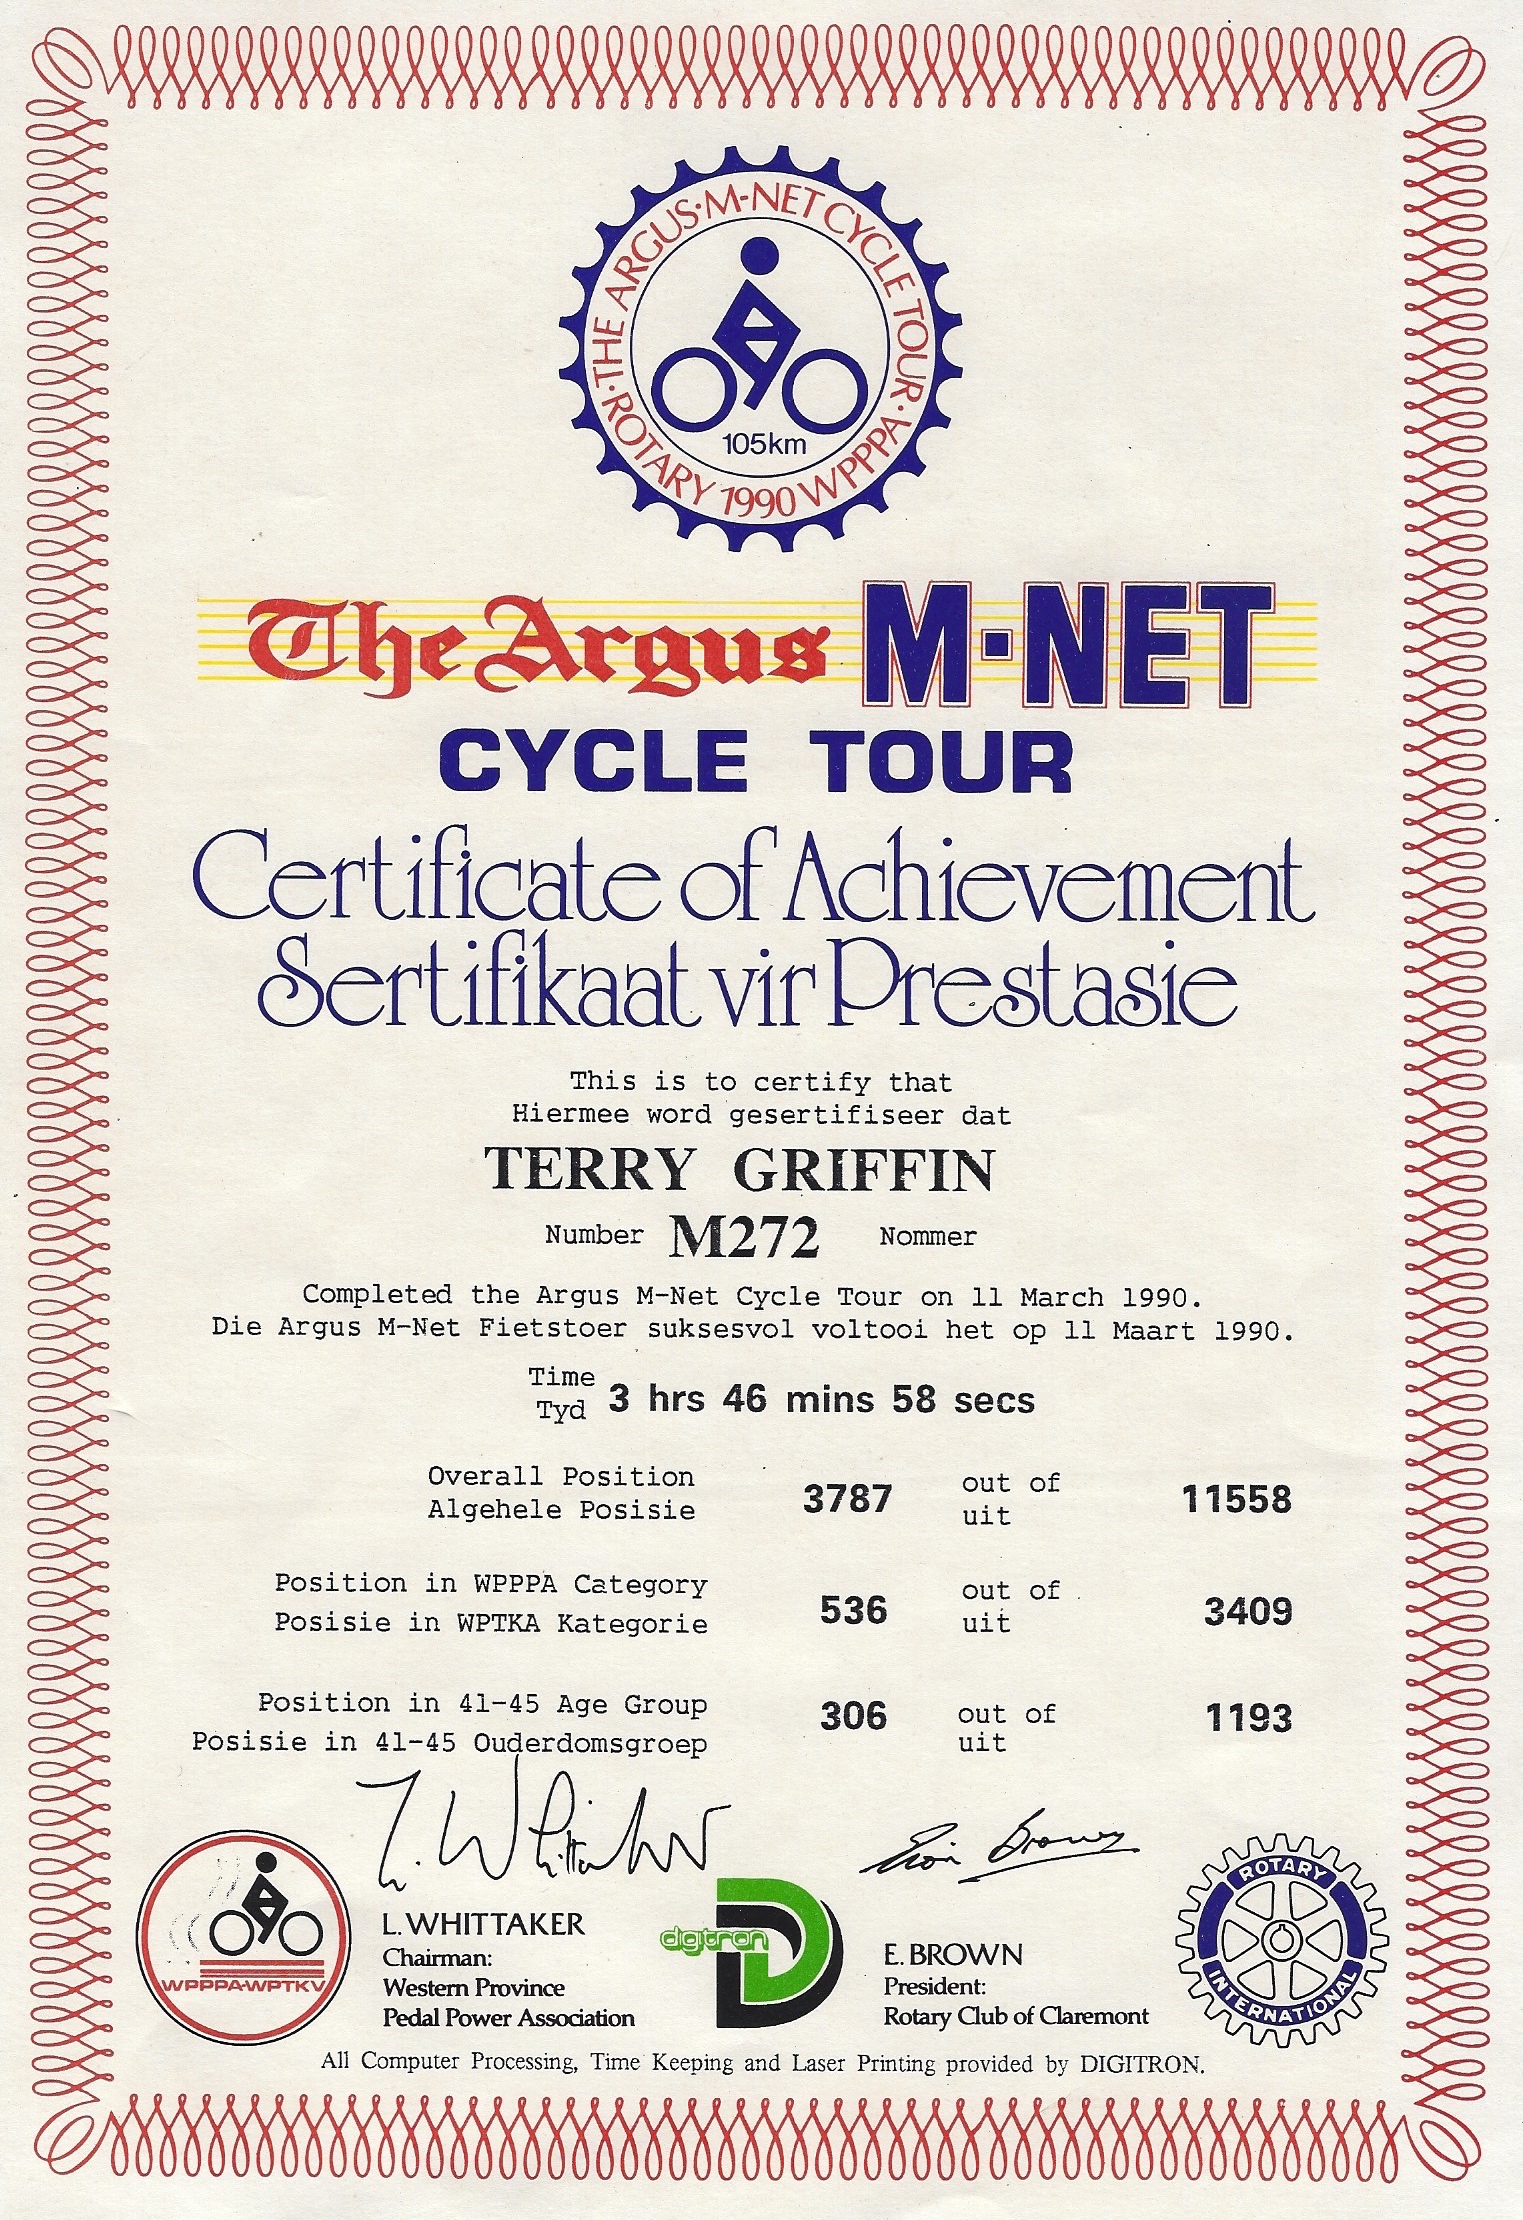 ·THE ARGUS·M-NET CYCLE TOUR·
ROTARY 1990 WPPPA
105km
The Argus M·NET
CYCLE TOUR
Certificate of Achievement
Sertifikaat vir Prestasie
This is to certify that
Hiermee word gesertifiseer dat
TERRY GRIFFIN
Number M272 Nommer
Completed the Argus M-Net Cycle Tour on 11 March 1990.
Die Argus M-Net Fietstoer suksesvol voltooi het op 11 Maart 1990.
Time
Tyd 3 hrs 46 mins 58 secs
Overall Position
Algehele Posisie
3787
out of
uit
11558
Position in WPPPA Category
Posisie in WPTKA Kategorie
536
out of
uit
3409
Position in 41-45 Age Group
Posisie in 41-45 Ouderdomsgroep
306
out of
uit
1193
L. Whittaker
L. WHITTAKER
Chairman:
Western Province
Pedal Power Association
WPPPA-WPTKV
digitron
E. BROWN
President:
Rotary Club of Claremont
ROTARY
INTERNATIONAL
All Computer Processing, Time Keeping and Laser Printing provided by DIGITRON.